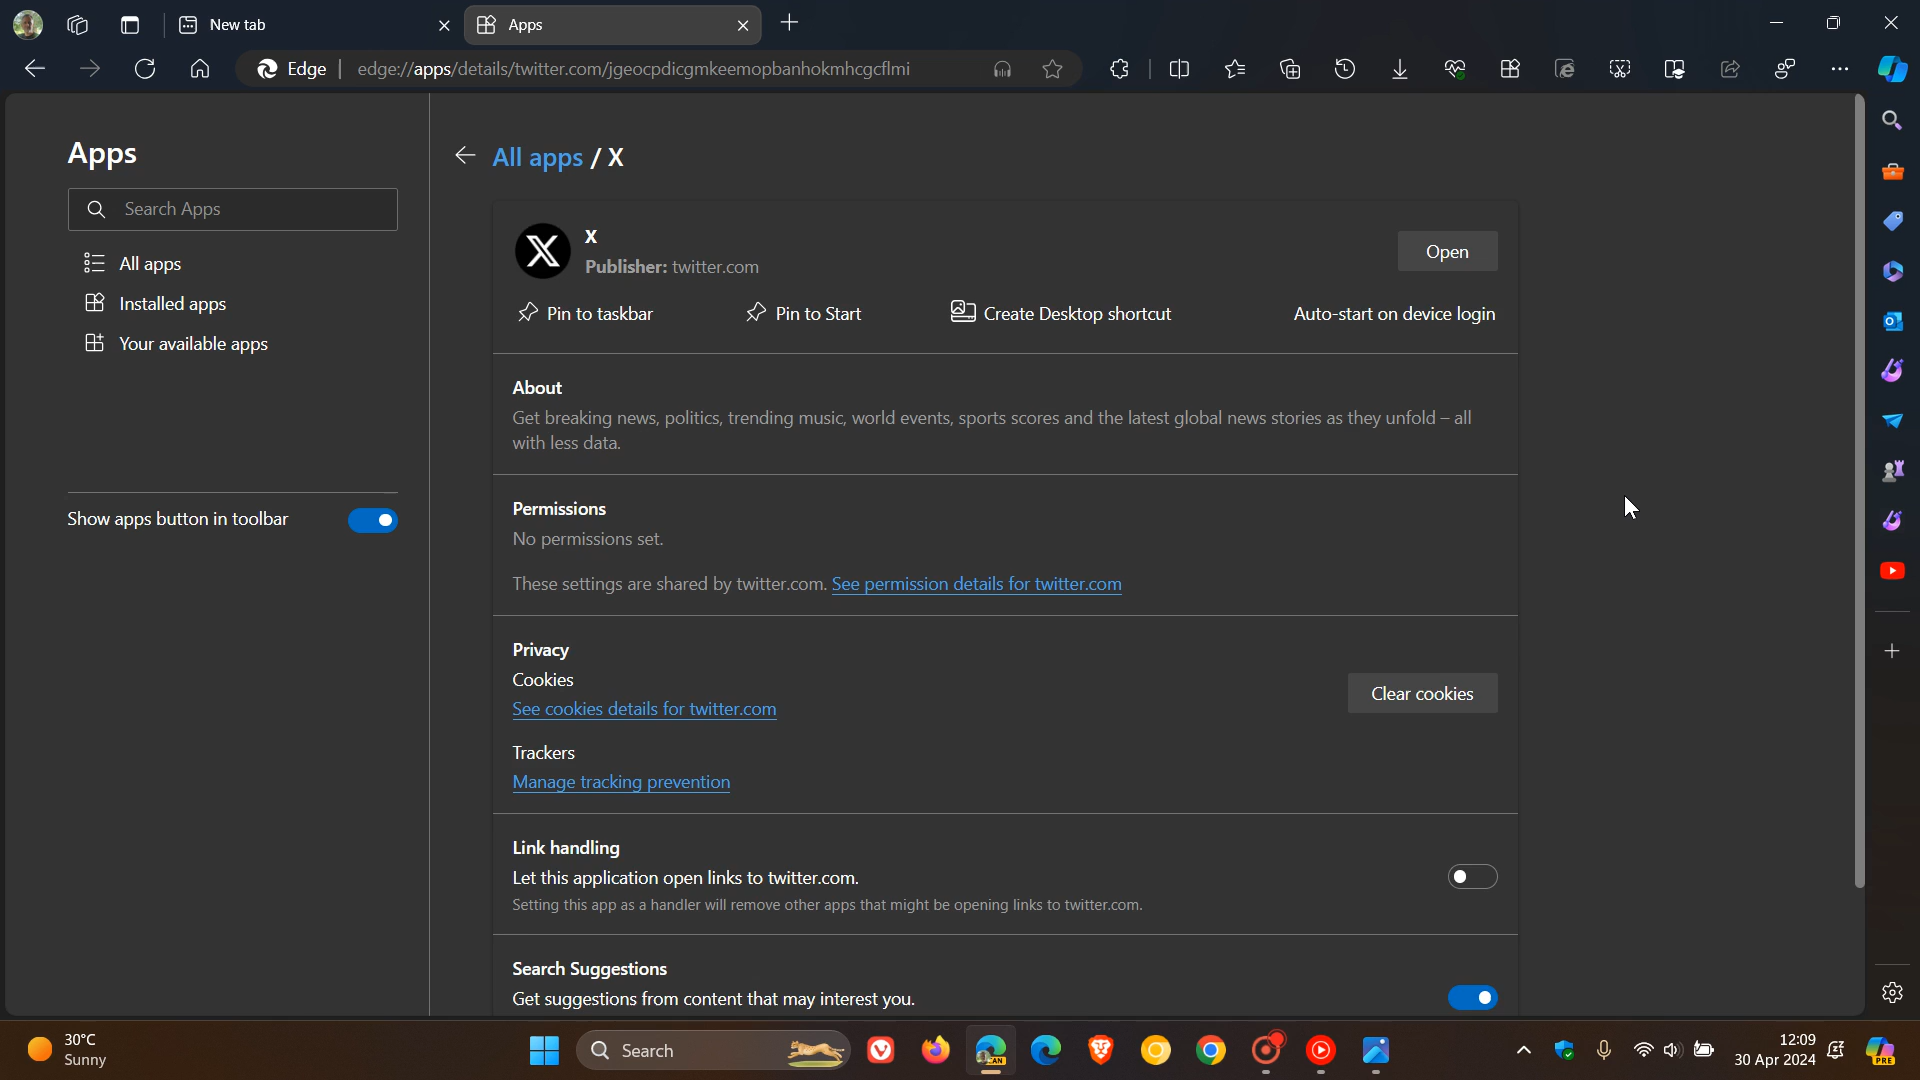 New tab
Apps
Edge
edge://apps/details/twitter.com/jgeocpdicgmkeemopbanhokmhcgcflmi
Apps
Search Apps
All apps
Installed apps
Your available apps
Show apps button in toolbar
All apps / X
X
Publisher: twitter.com
Open
Pin to taskbar
Pin to Start
Create Desktop shortcut
Auto-start on device login
About
Get breaking news, politics, trending music, world events, sports scores and the latest global news stories as they unfold – all
with less data.
Permissions
No permissions set.
These settings are shared by twitter.com. See permission details for twitter.com
Privacy
Cookies
See cookies details for twitter.com
Clear cookies
Trackers
Manage tracking prevention
Link handling
Let this application open links to twitter.com.
Setting this app as a handler will remove other apps that might be opening links to twitter.com.
Search Suggestions
Get suggestions from content that may interest you.
30°C
Sunny
Search
CAN
12:09
30 Apr 2024
PRE